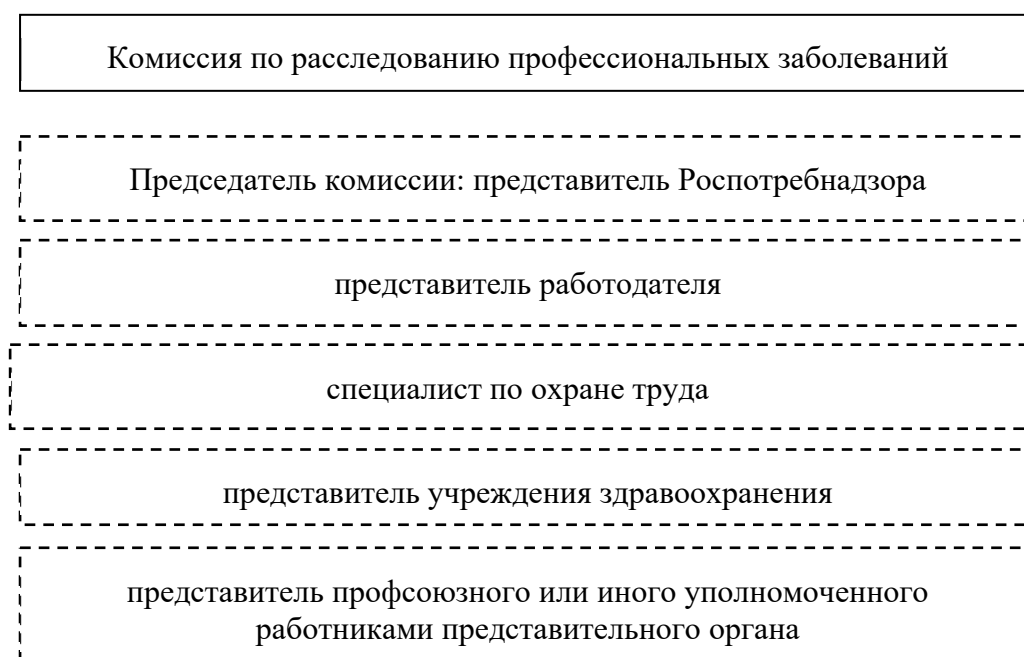 Комиссия по расследованию профессиональных заболеваний
Председатель комиссии: представитель Роспотребнадзора
представитель работодателя
специалист по охране труда
представитель учреждения здравоохранения
представитель профсоюзного или иного уполномоченного
работниками представительного органа